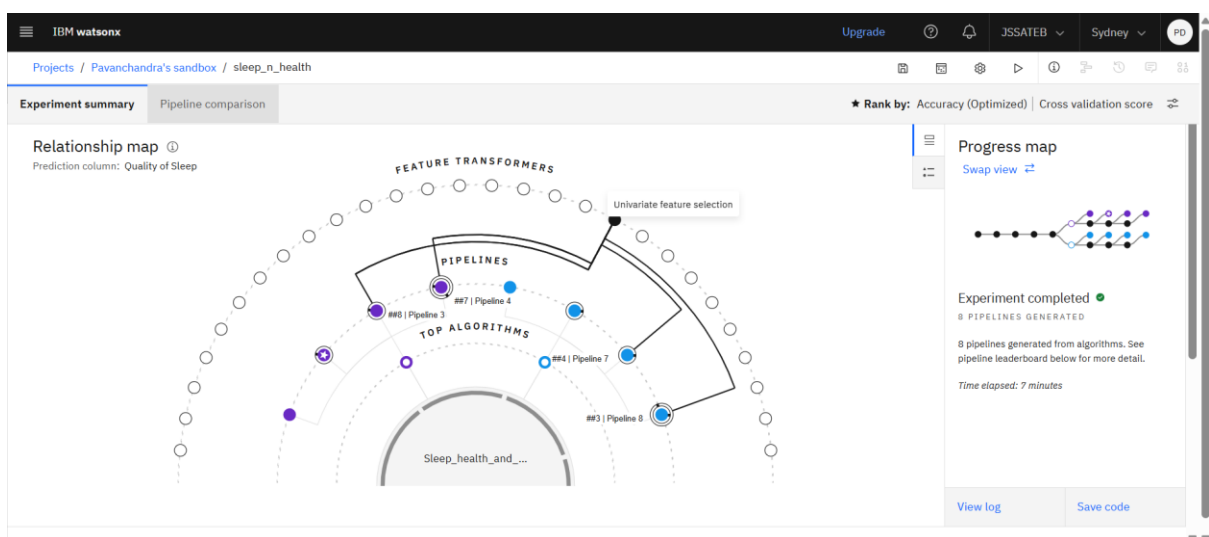 IBM watsonx
Upgrade
JSSATEB
Sydney
PD
Projects / Pavanchandra's sandbox / sleep_n_health
Experiment summary
Pipeline comparison
★ Rank by: Accuracy (Optimized) | Cross validation score
Relationship map
Prediction column: Quality of Sleep
FEATURE TRANSFORMERS
Univariate feature selection
PIPELINES
##7 | Pipeline 4
##8 | Pipeline 3
TOP ALGORITHMS
##4 | Pipeline 7
##3 | Pipeline 8
Sleep_health_and_...
Progress map
Swap view
Experiment completed
8 PIPELINES GENERATED
8 pipelines generated from algorithms. See
pipeline leaderboard below for more detail.
Time elapsed: 7 minutes
View log
Save code